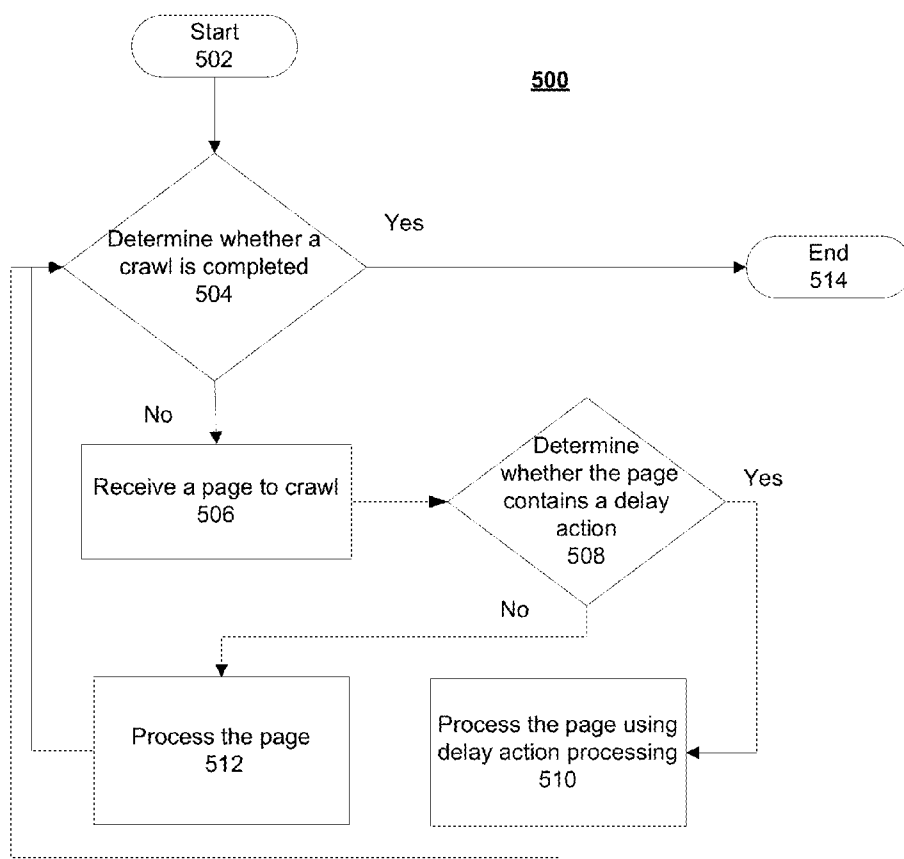 Start
502
500
Determine whether a
crawl is completed
504
Yes
End
514
No
Receive a page to crawl
506
Determine
whether the page
contains a delay
action
508
Yes
No
Process the page
512
Process the page using
delay action processing
510